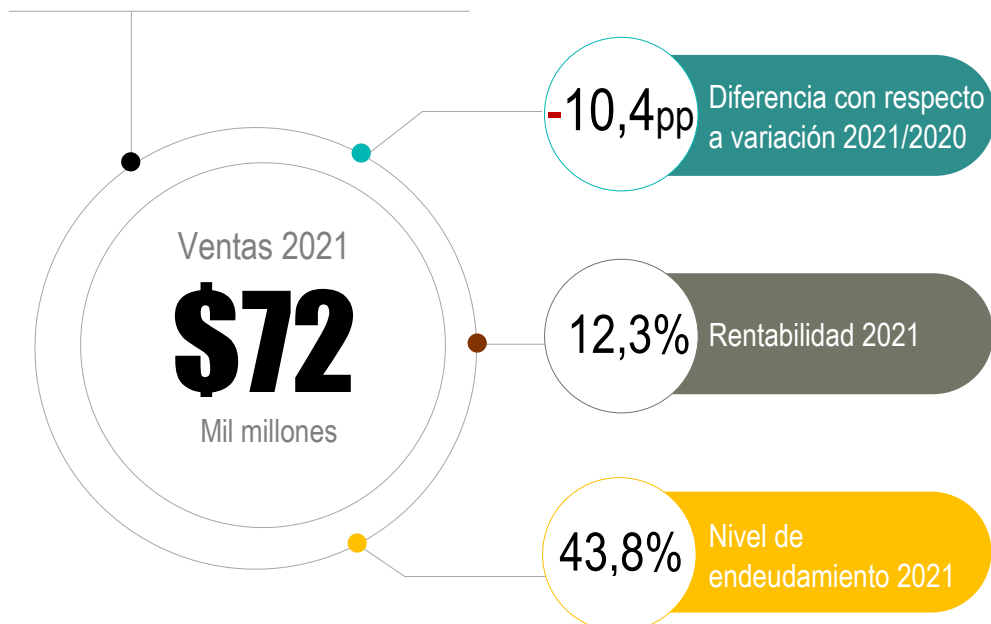 Ventas 2021
$72
Mil millones
-10,4pp
Diferencia con respecto
a variación 2021/2020
12,3%
Rentabilidad 2021
43,8%
Nivel de
endeudamiento 2021